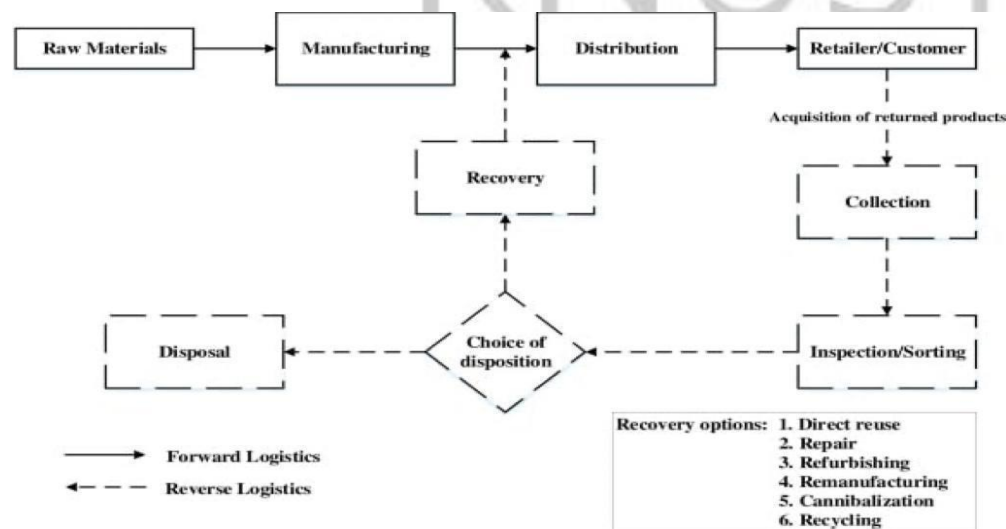 Raw Materials
Manufacturing
Distribution
Retailer/Customer
Acquisition of returned products
Recovery
Collection
Disposal
Choice of
disposition
Inspection/Sorting
Recovery options: 1. Direct reuse
2. Repair
3. Refurbishing
4. Remanufacturing
5. Cannibalization
6. Recycling
Forward Logistics
Reverse Logistics